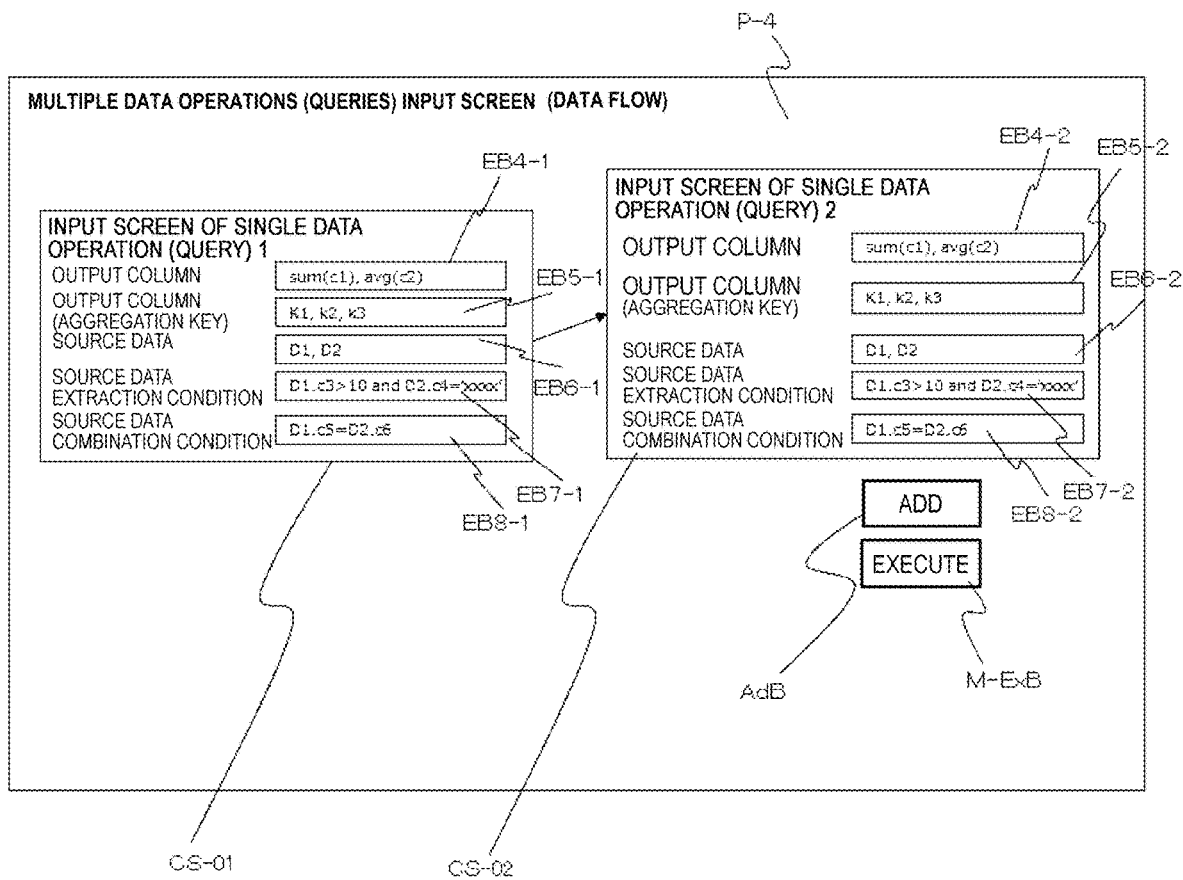 P-4
MULTIPLE DATA OPERATIONS (QUERIES) INPUT SCREEN (DATA FLOW)
EB4-1
INPUT SCREEN OF SINGLE DATA
OPERATION (QUERY) 1
OUTPUT COLUMN
sum(c1), avg(c2)
EB5-1
OUTPUT COLUMN
(AGGREGATION KEY)
K1, k2, k3
SOURCE DATA
D1, D2
EB6-1
SOURCE DATA
EXTRACTION CONDITION
D1.c3>10 and D2.c4='xxxx'
SOURCE DATA
COMBINATION CONDITION
D1.c5=D2.c6
EB7-1
EB8-1
EB4-2
EB5-2
INPUT SCREEN OF SINGLE DATA
OPERATION (QUERY) 2
OUTPUT COLUMN
sum(c1), avg(c2)
EB6-2
OUTPUT COLUMN
(AGGREGATION KEY)
K1, k2, k3
SOURCE DATA
D1, D2
SOURCE DATA
EXTRACTION CONDITION
D1.c3>10 and D2.c4='xxxx'
SOURCE DATA
COMBINATION CONDITION
D1.c5=D2.c6
EB7-2
EB8-2
ADD
EXECUTE
AdB
M-ExB
CS-01
CS-02